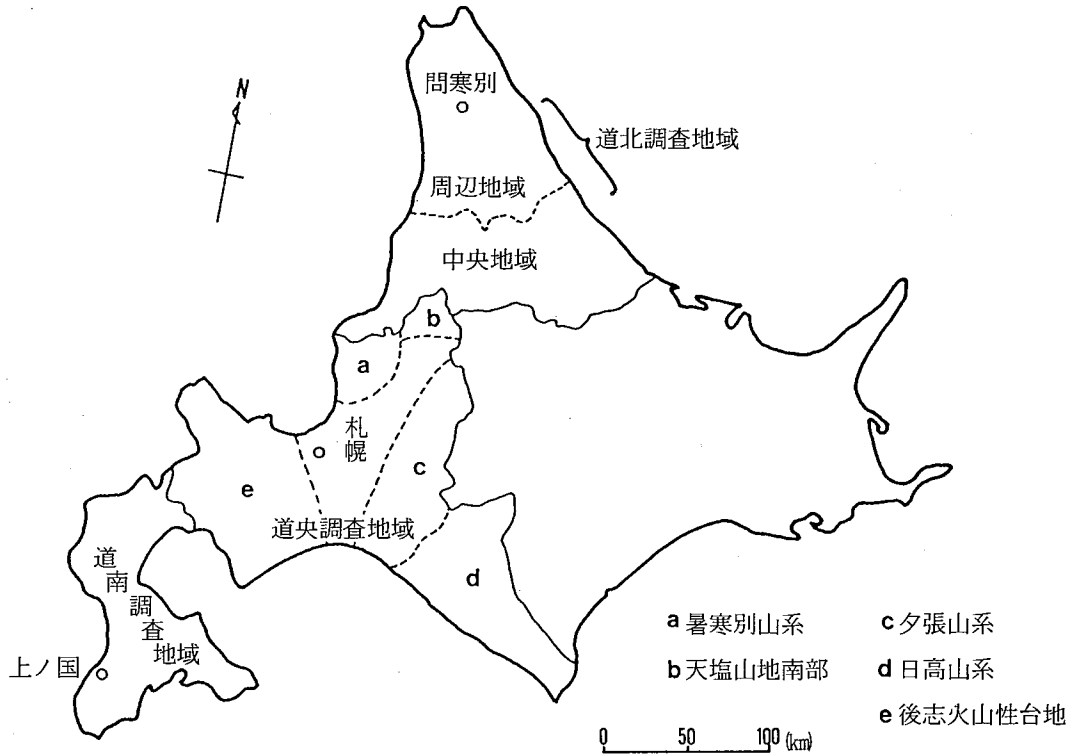 N
問寒別
道北調査地域
周辺地域
中央地域
b
a
札幌
c
e
道央調査地域
d
道南調査地域
上ノ国
a 暑寒別山系
b 天塩山地南部
c 夕張山系
d 日高山系
e 後志火山性台地
0 50 100 (km)